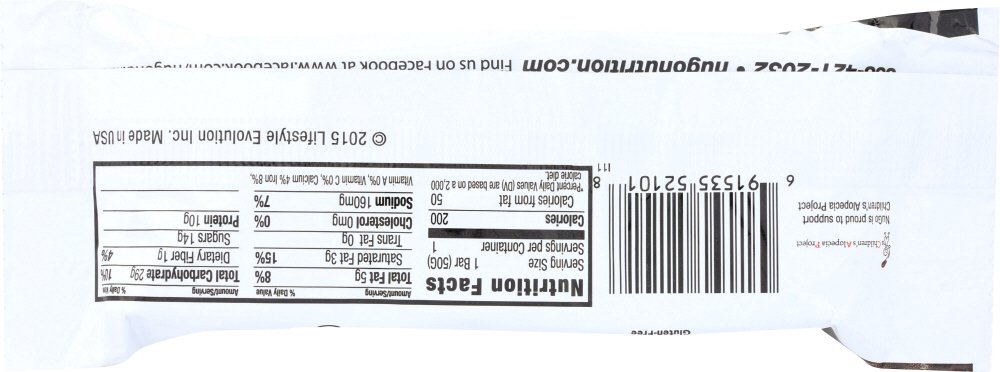 Gluten-Free
Children's Alopecia Project
NuGo is proud to support
Children's Alopecia Project
6 91535 52101 8
111
Nutrition Facts
Serving Size 1 Bar (50G)
Servings per Container 1
Calories 200
Calories from fat 50
*Percent Daily Values (DV) are based on a 2,000
calorie diet.
Amount/Serving % Daily Value
Total Fat 5g 8%
Saturated Fat 3g 15%
Trans Fat 0g
Cholesterol 0mg 0%
Sodium 160mg 7%
Amount/Serving % Daily
Total Carbohydrate 29g 10%
Dietary Fiber 1g 4%
Sugars 14g
Protein 10g
Vitamin A 0%, Vitamin C 0%, Calcium 4% Iron 8%,
© 2015 Lifestyle Evolution Inc. Made in USA
421-2032 • nugonutrition.com Find us on Facebook at www.facebook.com/nugo